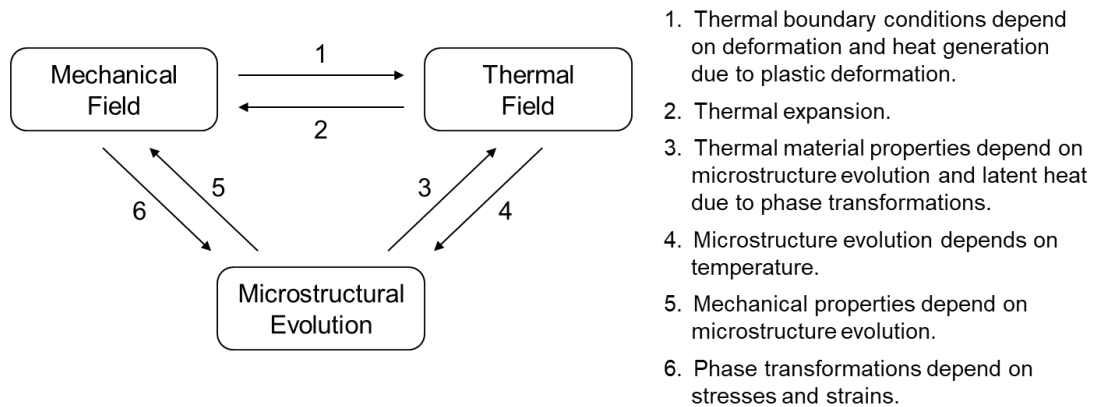 Mechanical
Field
1
2
Thermal
Field
5
6
3
4
Microstructural
Evolution
1. Thermal boundary conditions depend
on deformation and heat generation
due to plastic deformation.
2. Thermal expansion.
3. Thermal material properties depend on
microstructure evolution and latent heat
due to phase transformations.
4. Microstructure evolution depends on
temperature.
5. Mechanical properties depend on
microstructure evolution.
6. Phase transformations depend on
stresses and strains.